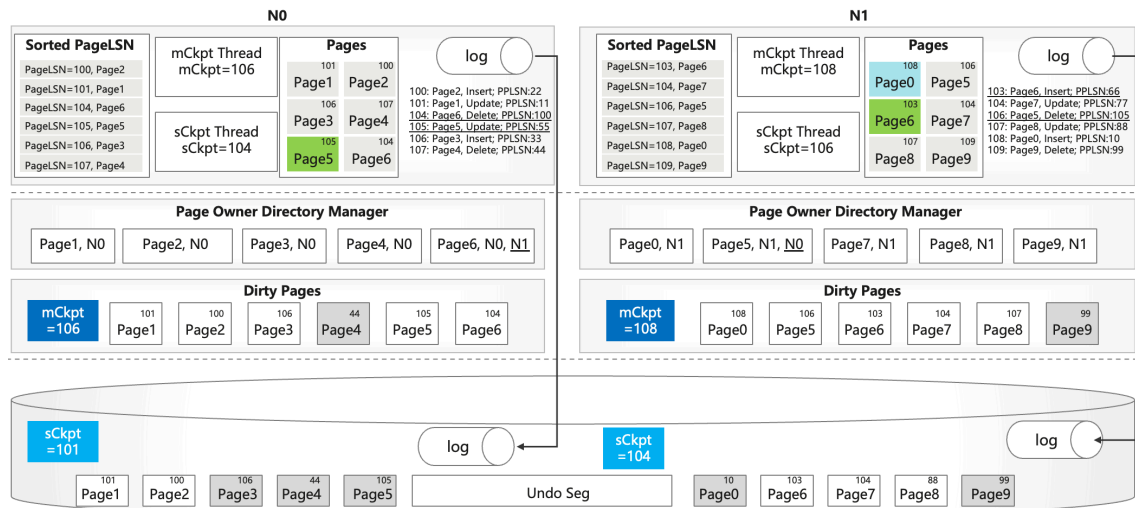 N0
N1
Sorted PageLSN
PageLSN=100, Page2
PageLSN=101, Page1
PageLSN=104, Page6
PageLSN=105, Page5
PageLSN=106, Page3
PageLSN=107, Page4
mCkpt Thread
mCkpt=106
sCkpt Thread
sCkpt=104
Pages
101
Page1
100
Page2
106
Page3
107
Page4
105
Page5
104
Page6
log
100: Page2, Insert; PPLSN:22
101: Page1, Update; PPLSN:11
104: Page6, Delete; PPLSN:100
105: Page5, Update; PPLSN:55
106: Page3, Insert; PPLSN:33
107: Page4, Delete; PPLSN:44
Sorted PageLSN
PageLSN=103, Page6
PageLSN=104, Page7
PageLSN=106, Page5
PageLSN=107, Page8
PageLSN=108, Page0
PageLSN=109, Page9
mCkpt Thread
mCkpt=108
sCkpt Thread
sCkpt=106
Pages
108
Page0
106
Page5
103
Page6
104
Page7
107
Page8
109
Page9
log
103: Page6, Insert; PPLSN:66
104: Page7, Update; PPLSN:77
106: Page5, Delete; PPLSN:105
107: Page8, Update; PPLSN:88
108: Page0, Insert; PPLSN:10
109: Page9, Delete; PPLSN:99
Page Owner Directory Manager
Page1, N0
Page2, N0
Page3, N0
Page4, N0
Page6, N0, N1
Page Owner Directory Manager
Page0, N1
Page5, N1, N0
Page7, N1
Page8, N1
Page9, N1
Dirty Pages
mCkpt
=106
101
Page1
100
Page2
106
Page3
44
Page4
105
Page5
104
Page6
Dirty Pages
mCkpt
=108
108
Page0
106
Page5
103
Page6
104
Page7
107
Page8
99
Page9
sCkpt
=101
log
sCkpt
=104
log
101
Page1
100
Page2
106
Page3
44
Page4
105
Page5
Undo Seg
10
Page0
103
Page6
104
Page7
88
Page8
99
Page9